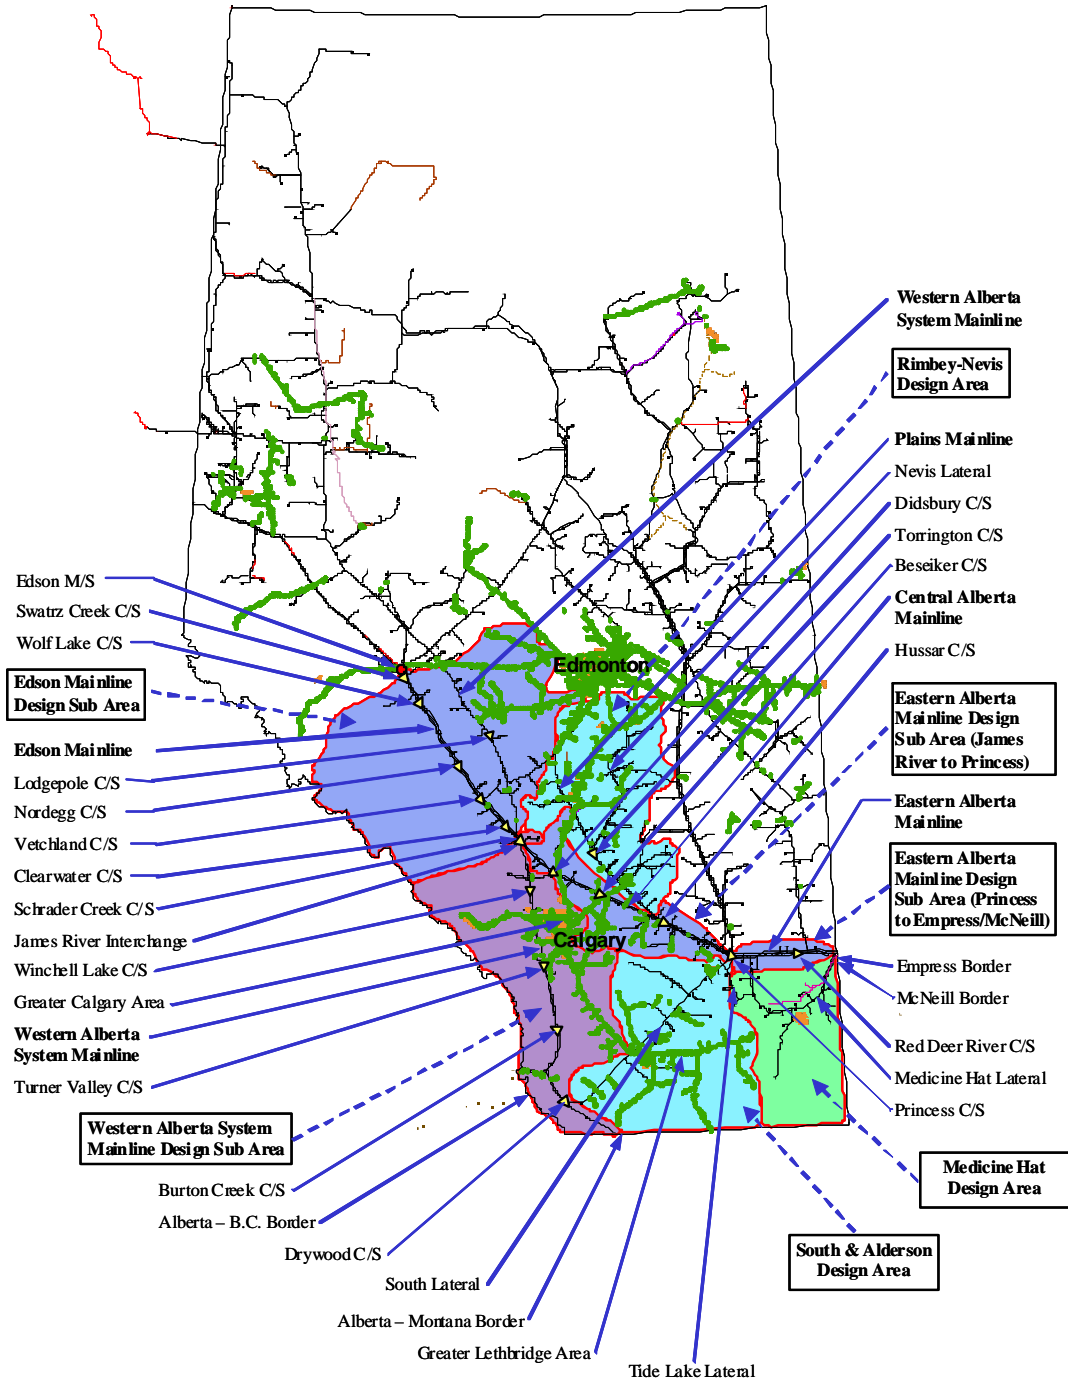 Western Alberta
System Mainline
Rimbey-Nevis
Design Area
Plains Mainline
Nevis Lateral
Didsbury C/S
Torrington C/S
Beseiker C/S
Central Alberta
Mainline
Hussar C/S
Eastern Alberta
Mainline Design
Sub Area (James
River to Princess)
Eastern Alberta
Mainline
Eastern Alberta
Mainline Design
Sub Area (Princess
to Empress/McNeill)
Empress Border
McNeill Border
Red Deer River C/S
Medicine Hat Lateral
Princess C/S
Medicine Hat
Design Area
South & Alderson
Design Area
Edson M/S
Swatrz Creek C/S
Wolf Lake C/S
Edson Mainline
Design Sub Area
Edson Mainline
Lodgepole C/S
Nordegg C/S
Vetchland C/S
Clearwater C/S
Schrader Creek C/S
James River Interchange
Winchell Lake C/S
Greater Calgary Area
Western Alberta
System Mainline
Turner Valley C/S
Western Alberta System
Mainline Design Sub Area
Burton Creek C/S
Alberta – B.C. Border
Drywood C/S
South Lateral
Alberta – Montana Border
Greater Lethbridge Area
Tide Lake Lateral
Edmonton
Calgary